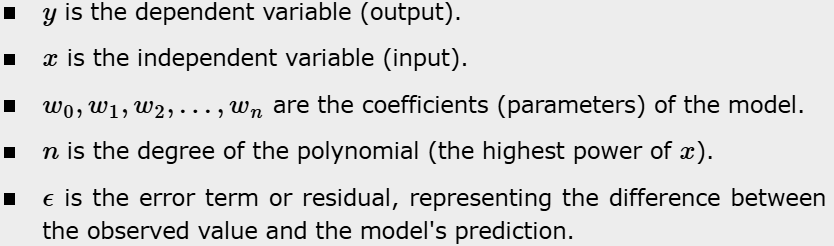 ▪ y is the dependent variable (output).
▪ x is the independent variable (input).
▪ w₀, w₁, w₂, . . . , wₙ are the coefficients (parameters) of the model.
▪ n is the degree of the polynomial (the highest power of x).
▪ ϵ is the error term or residual, representing the difference between
the observed value and the model's prediction.